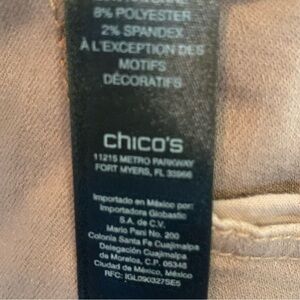 8% POLYESTER
2% SPANDEX
À L'EXCEPTION DES
MOTIFS
DÉCORATIFS
chico's
11215 METRO PARKWAY
FORT MYERS, FL 33966
Importado en México por:
Importadora Globastic
S.A. de C.V.
Mario Pani No. 200
Colonia Santa Fe Cuajimalpa
Delegación Cuajimalpa
de Morelos, C.P. 05348
Ciudad de México, México
RFC: IGL090327SE5